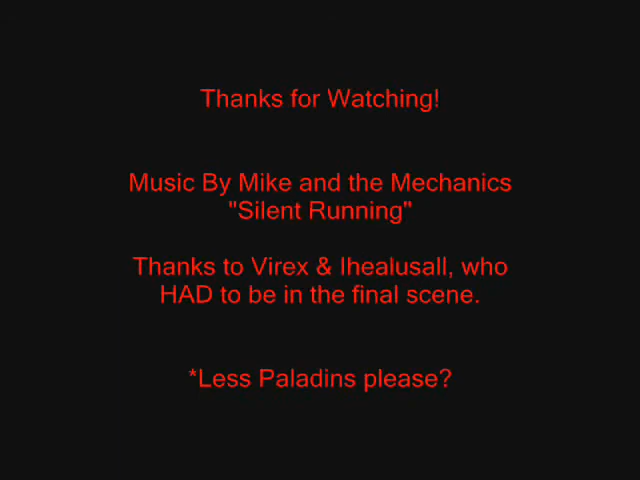 Thanks for Watching!
Music By Mike and the Mechanics
"Silent Running"
Thanks to Virex & Ihealusall, who
HAD to be in the final scene.
*Less Paladins please?